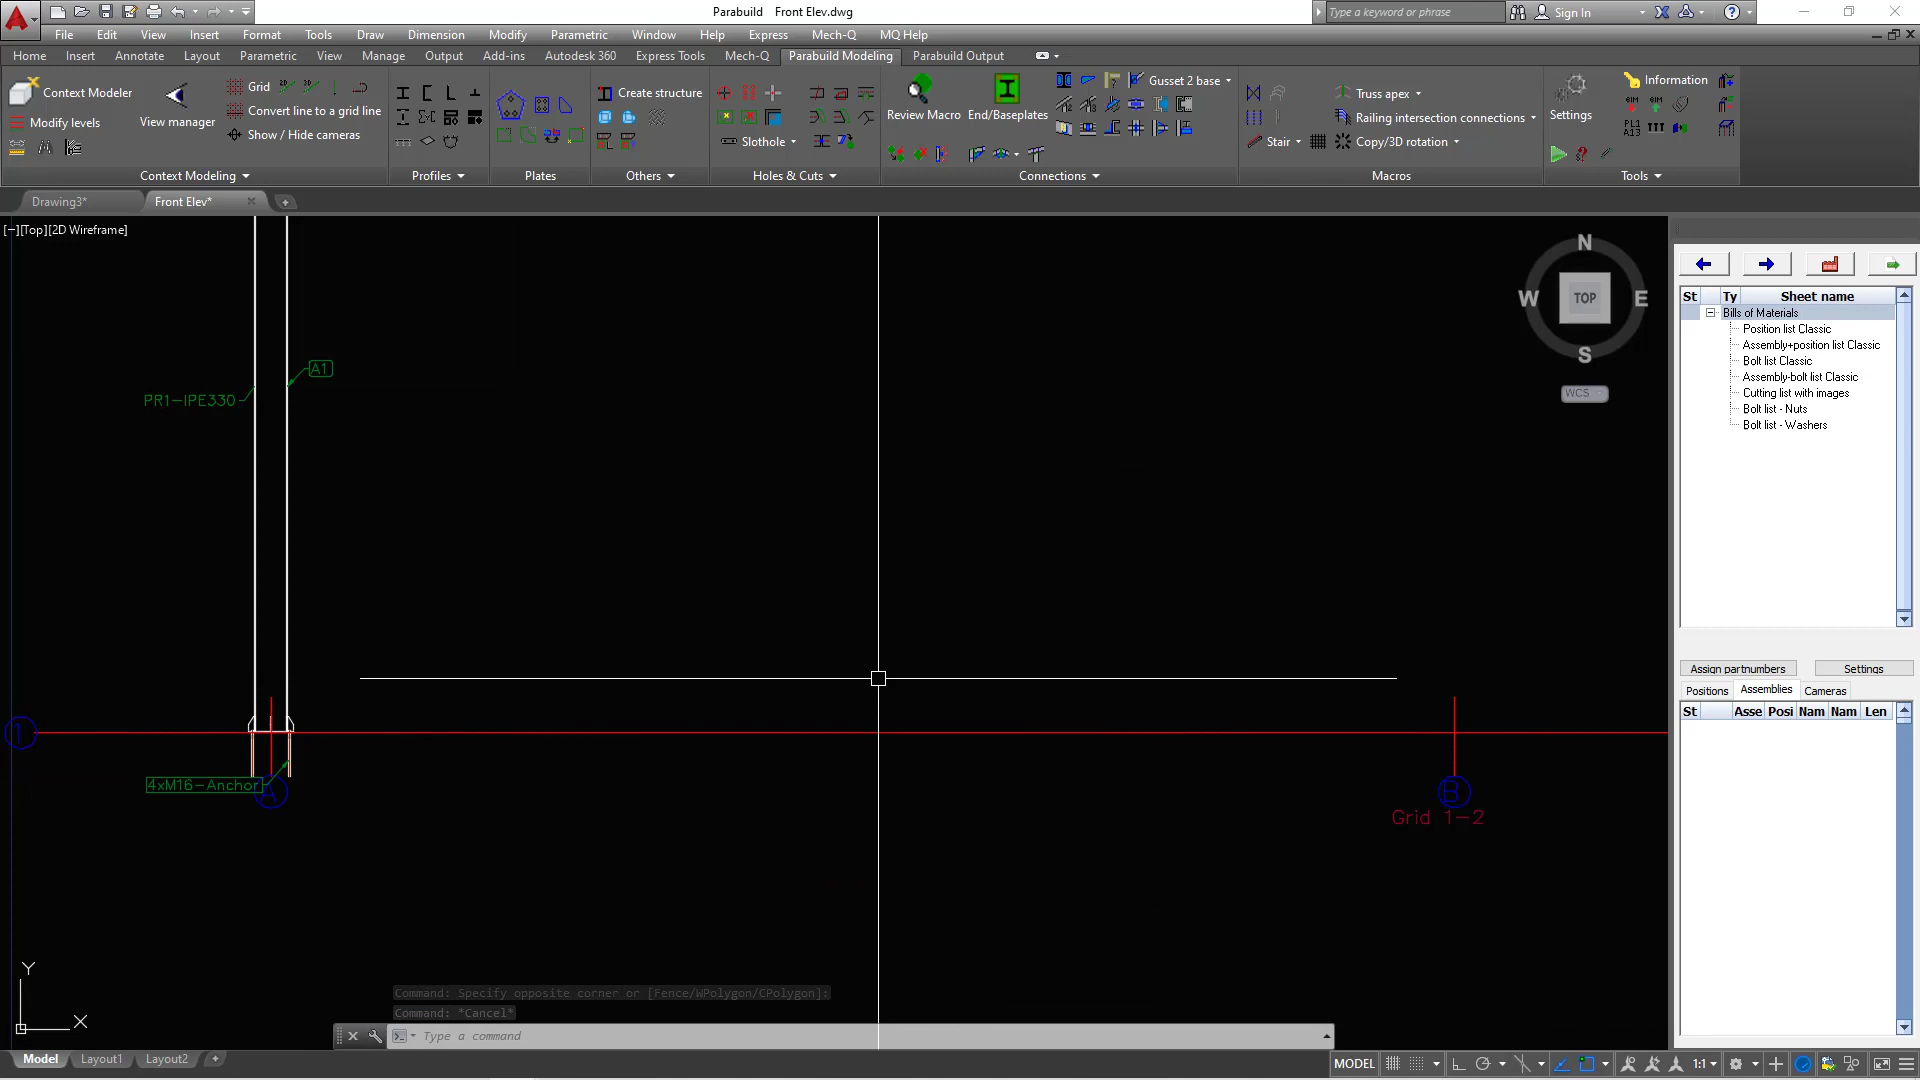 Parabuild Front Elev.dwg
Type a keyword or phrase
Sign In
File Edit View Insert Format Tools Draw Dimension Modify Parametric Window Help Express Mech-Q MQ Help
Home Insert Annotate Layout Parametric View Manage Output Add-ins Autodesk 360 Express Tools Mech-Q Parabuild Modeling Parabuild Output
Context Modeler
Modify levels
View manager
Grid
Convert line to a grid line
Show / Hide cameras
Context Modeling
Profiles
Plates
Create structure
Others
Slothole
Holes & Cuts
Review Macro
End/Baseplates
Gusset 2 base
Connections
Truss apex
Railing intersection connections
Stair
Copy/3D rotation
Macros
Settings
Information
PL1
A13
Tools
Drawing3*
Front Elev*
[−][Top][2D Wireframe]
N
W
TOP
E
S
WCS
A1
PR1-IPE330
1
4xM16-Anchor
A
B
Grid 1-2
Y
X
St Ty Sheet name
Bills of Materials
Position list Classic
Assembly+position list Classic
Bolt list Classic
Assembly-bolt list Classic
Cutting list with images
Bolt list - Nuts
Bolt list - Washers
Assign partnumbers
Settings
Positions Assemblies Cameras
St Asse Posi Nam Nam Len
Command: Specify opposite corner or [Fence/WPolygon/CPolygon]:
Command: *Cancel*
Type a command
Model Layout1 Layout2
MODEL
1:1